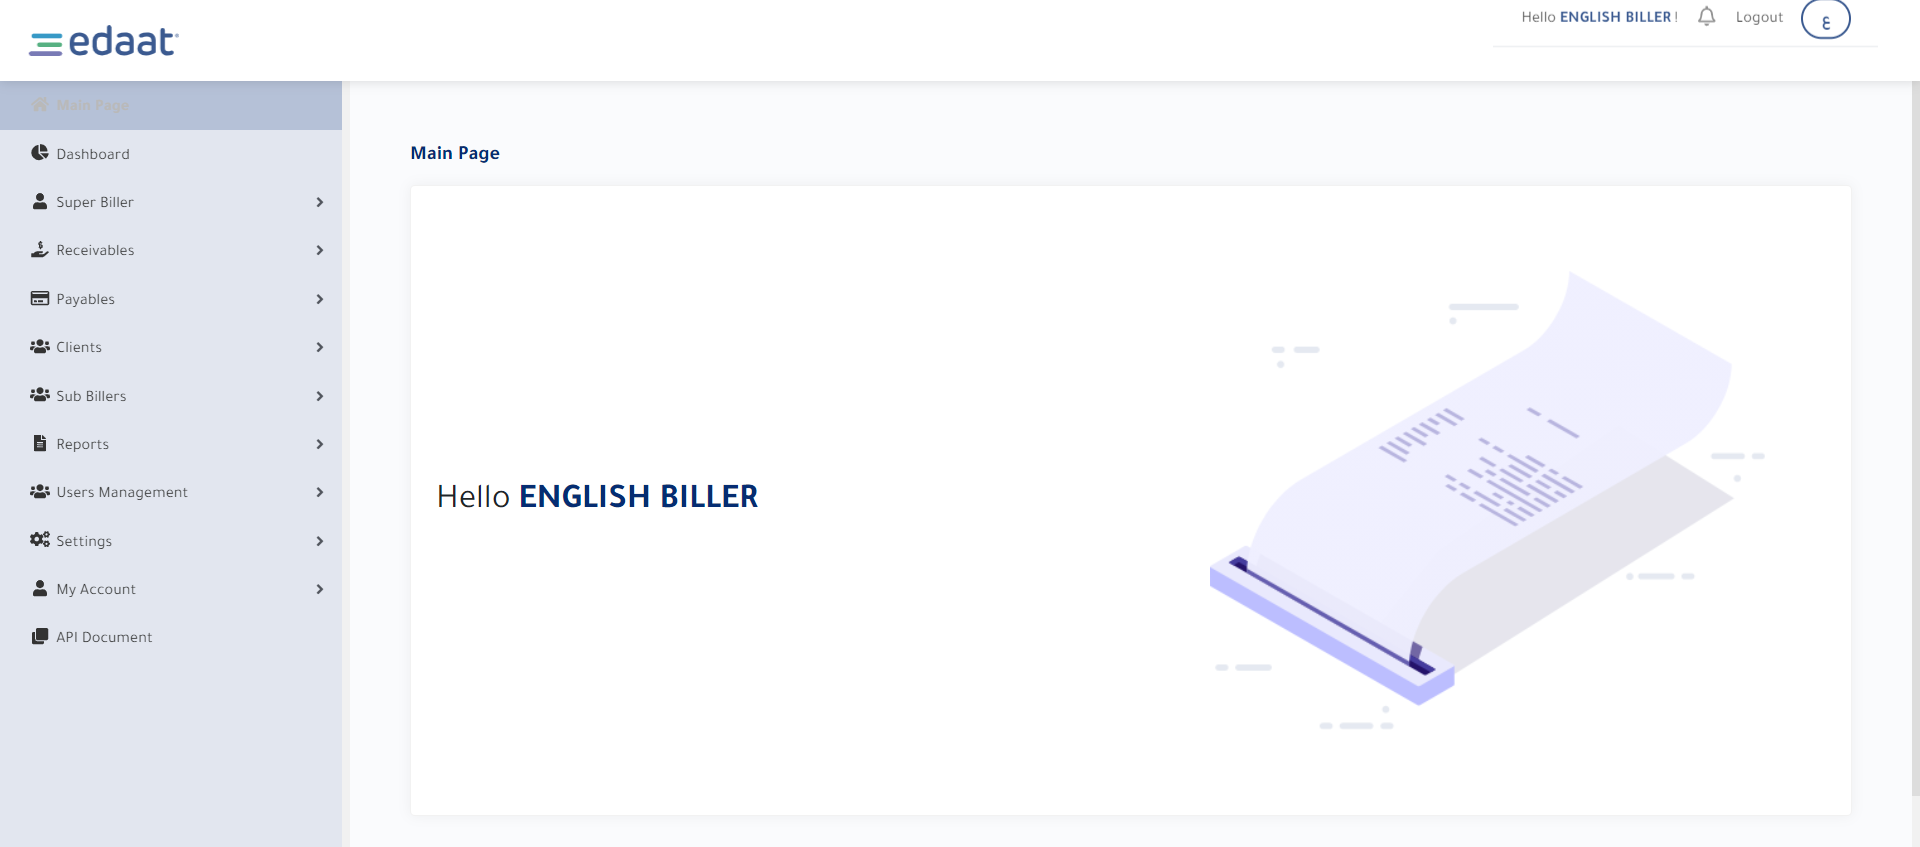 edaat
Hello ENGLISH BILLER !
Logout
ع
Main Page
Dashboard
Super Biller
Receivables
Payables
Clients
Sub Billers
Reports
Users Management
Settings
My Account
API Document
Main Page
Hello ENGLISH BILLER